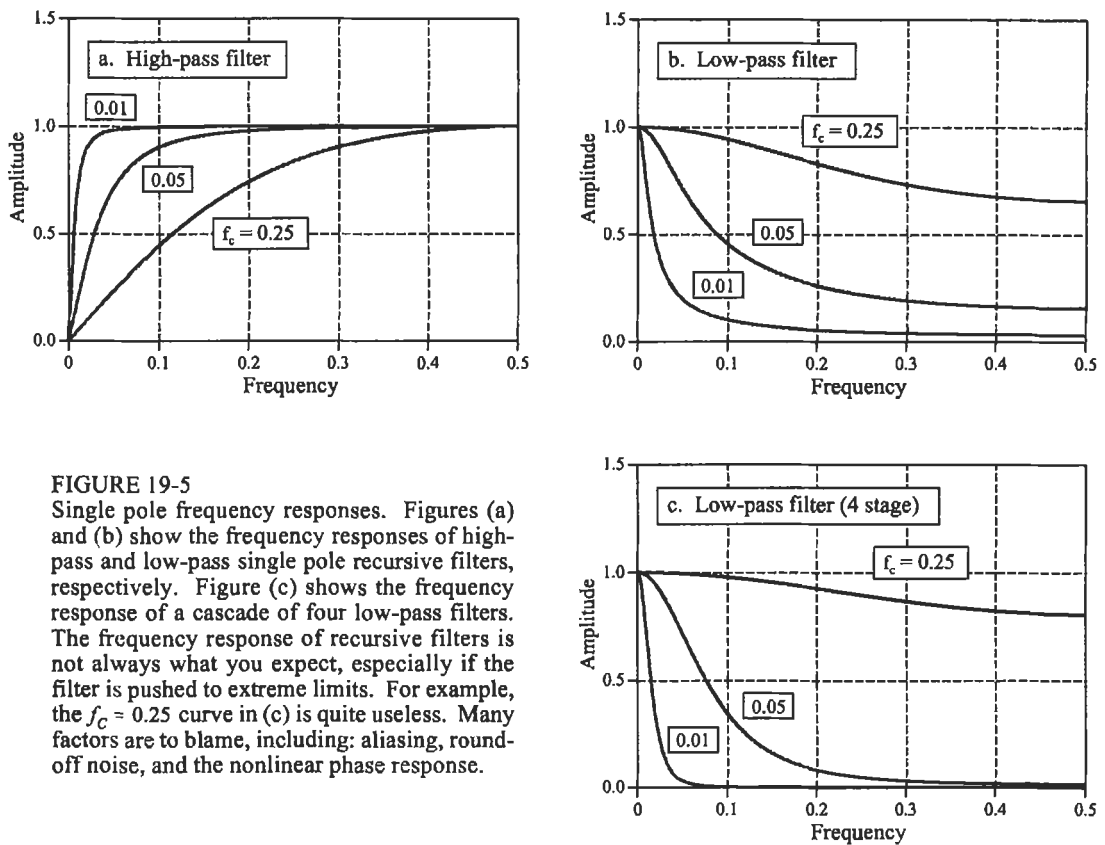 1.5
1.0
0.5
0.0
Amplitude
a. High-pass filter
0.01
0.05
f_c = 0.25
0 0.1 0.2 0.3 0.4 0.5
Frequency
1.5
1.0
0.5
0.0
Amplitude
b. Low-pass filter
f_c = 0.25
0.05
0.01
0 0.1 0.2 0.3 0.4 0.5
Frequency
FIGURE 19-5
Single pole frequency responses. Figures (a)
and (b) show the frequency responses of high-
pass and low-pass single pole recursive filters,
respectively. Figure (c) shows the frequency
response of a cascade of four low-pass filters.
The frequency response of recursive filters is
not always what you expect, especially if the
filter is pushed to extreme limits. For example,
the f_C = 0.25 curve in (c) is quite useless. Many
factors are to blame, including: aliasing, round-
off noise, and the nonlinear phase response.
1.5
1.0
0.5
0.0
Amplitude
c. Low-pass filter (4 stage)
f_c = 0.25
0.05
0.01
0 0.1 0.2 0.3 0.4 0.5
Frequency